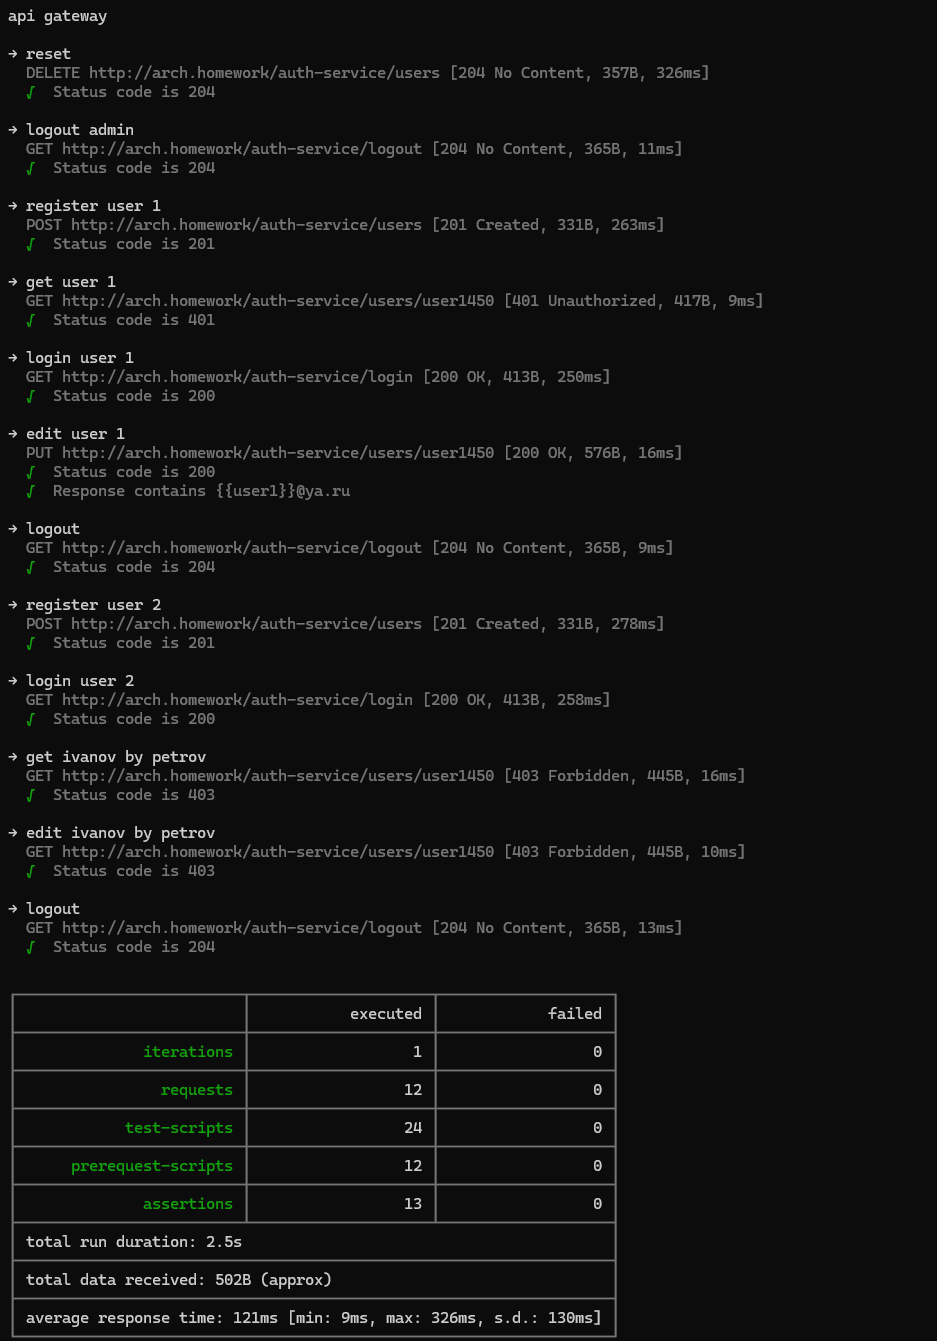 api gateway
→ reset
DELETE http://arch.homework/auth-service/users [204 No Content, 357B, 326ms]
√ Status code is 204
→ logout admin
GET http://arch.homework/auth-service/logout [204 No Content, 365B, 11ms]
√ Status code is 204
→ register user 1
POST http://arch.homework/auth-service/users [201 Created, 331B, 263ms]
√ Status code is 201
→ get user 1
GET http://arch.homework/auth-service/users/user1450 [401 Unauthorized, 417B, 9ms]
√ Status code is 401
→ login user 1
GET http://arch.homework/auth-service/login [200 OK, 413B, 250ms]
√ Status code is 200
→ edit user 1
PUT http://arch.homework/auth-service/users/user1450 [200 OK, 576B, 16ms]
√ Status code is 200
√ Response contains {{user1}}@ya.ru
→ logout
GET http://arch.homework/auth-service/logout [204 No Content, 365B, 9ms]
√ Status code is 204
→ register user 2
POST http://arch.homework/auth-service/users [201 Created, 331B, 278ms]
√ Status code is 201
→ login user 2
GET http://arch.homework/auth-service/login [200 OK, 413B, 258ms]
√ Status code is 200
→ get ivanov by petrov
GET http://arch.homework/auth-service/users/user1450 [403 Forbidden, 445B, 16ms]
√ Status code is 403
→ edit ivanov by petrov
GET http://arch.homework/auth-service/users/user1450 [403 Forbidden, 445B, 10ms]
√ Status code is 403
→ logout
GET http://arch.homework/auth-service/logout [204 No Content, 365B, 13ms]
√ Status code is 204
executed failed
iterations 1 0
requests 12 0
test-scripts 24 0
prerequest-scripts 12 0
assertions 13 0
total run duration: 2.5s
total data received: 502B (approx)
average response time: 121ms [min: 9ms, max: 326ms, s.d.: 130ms]